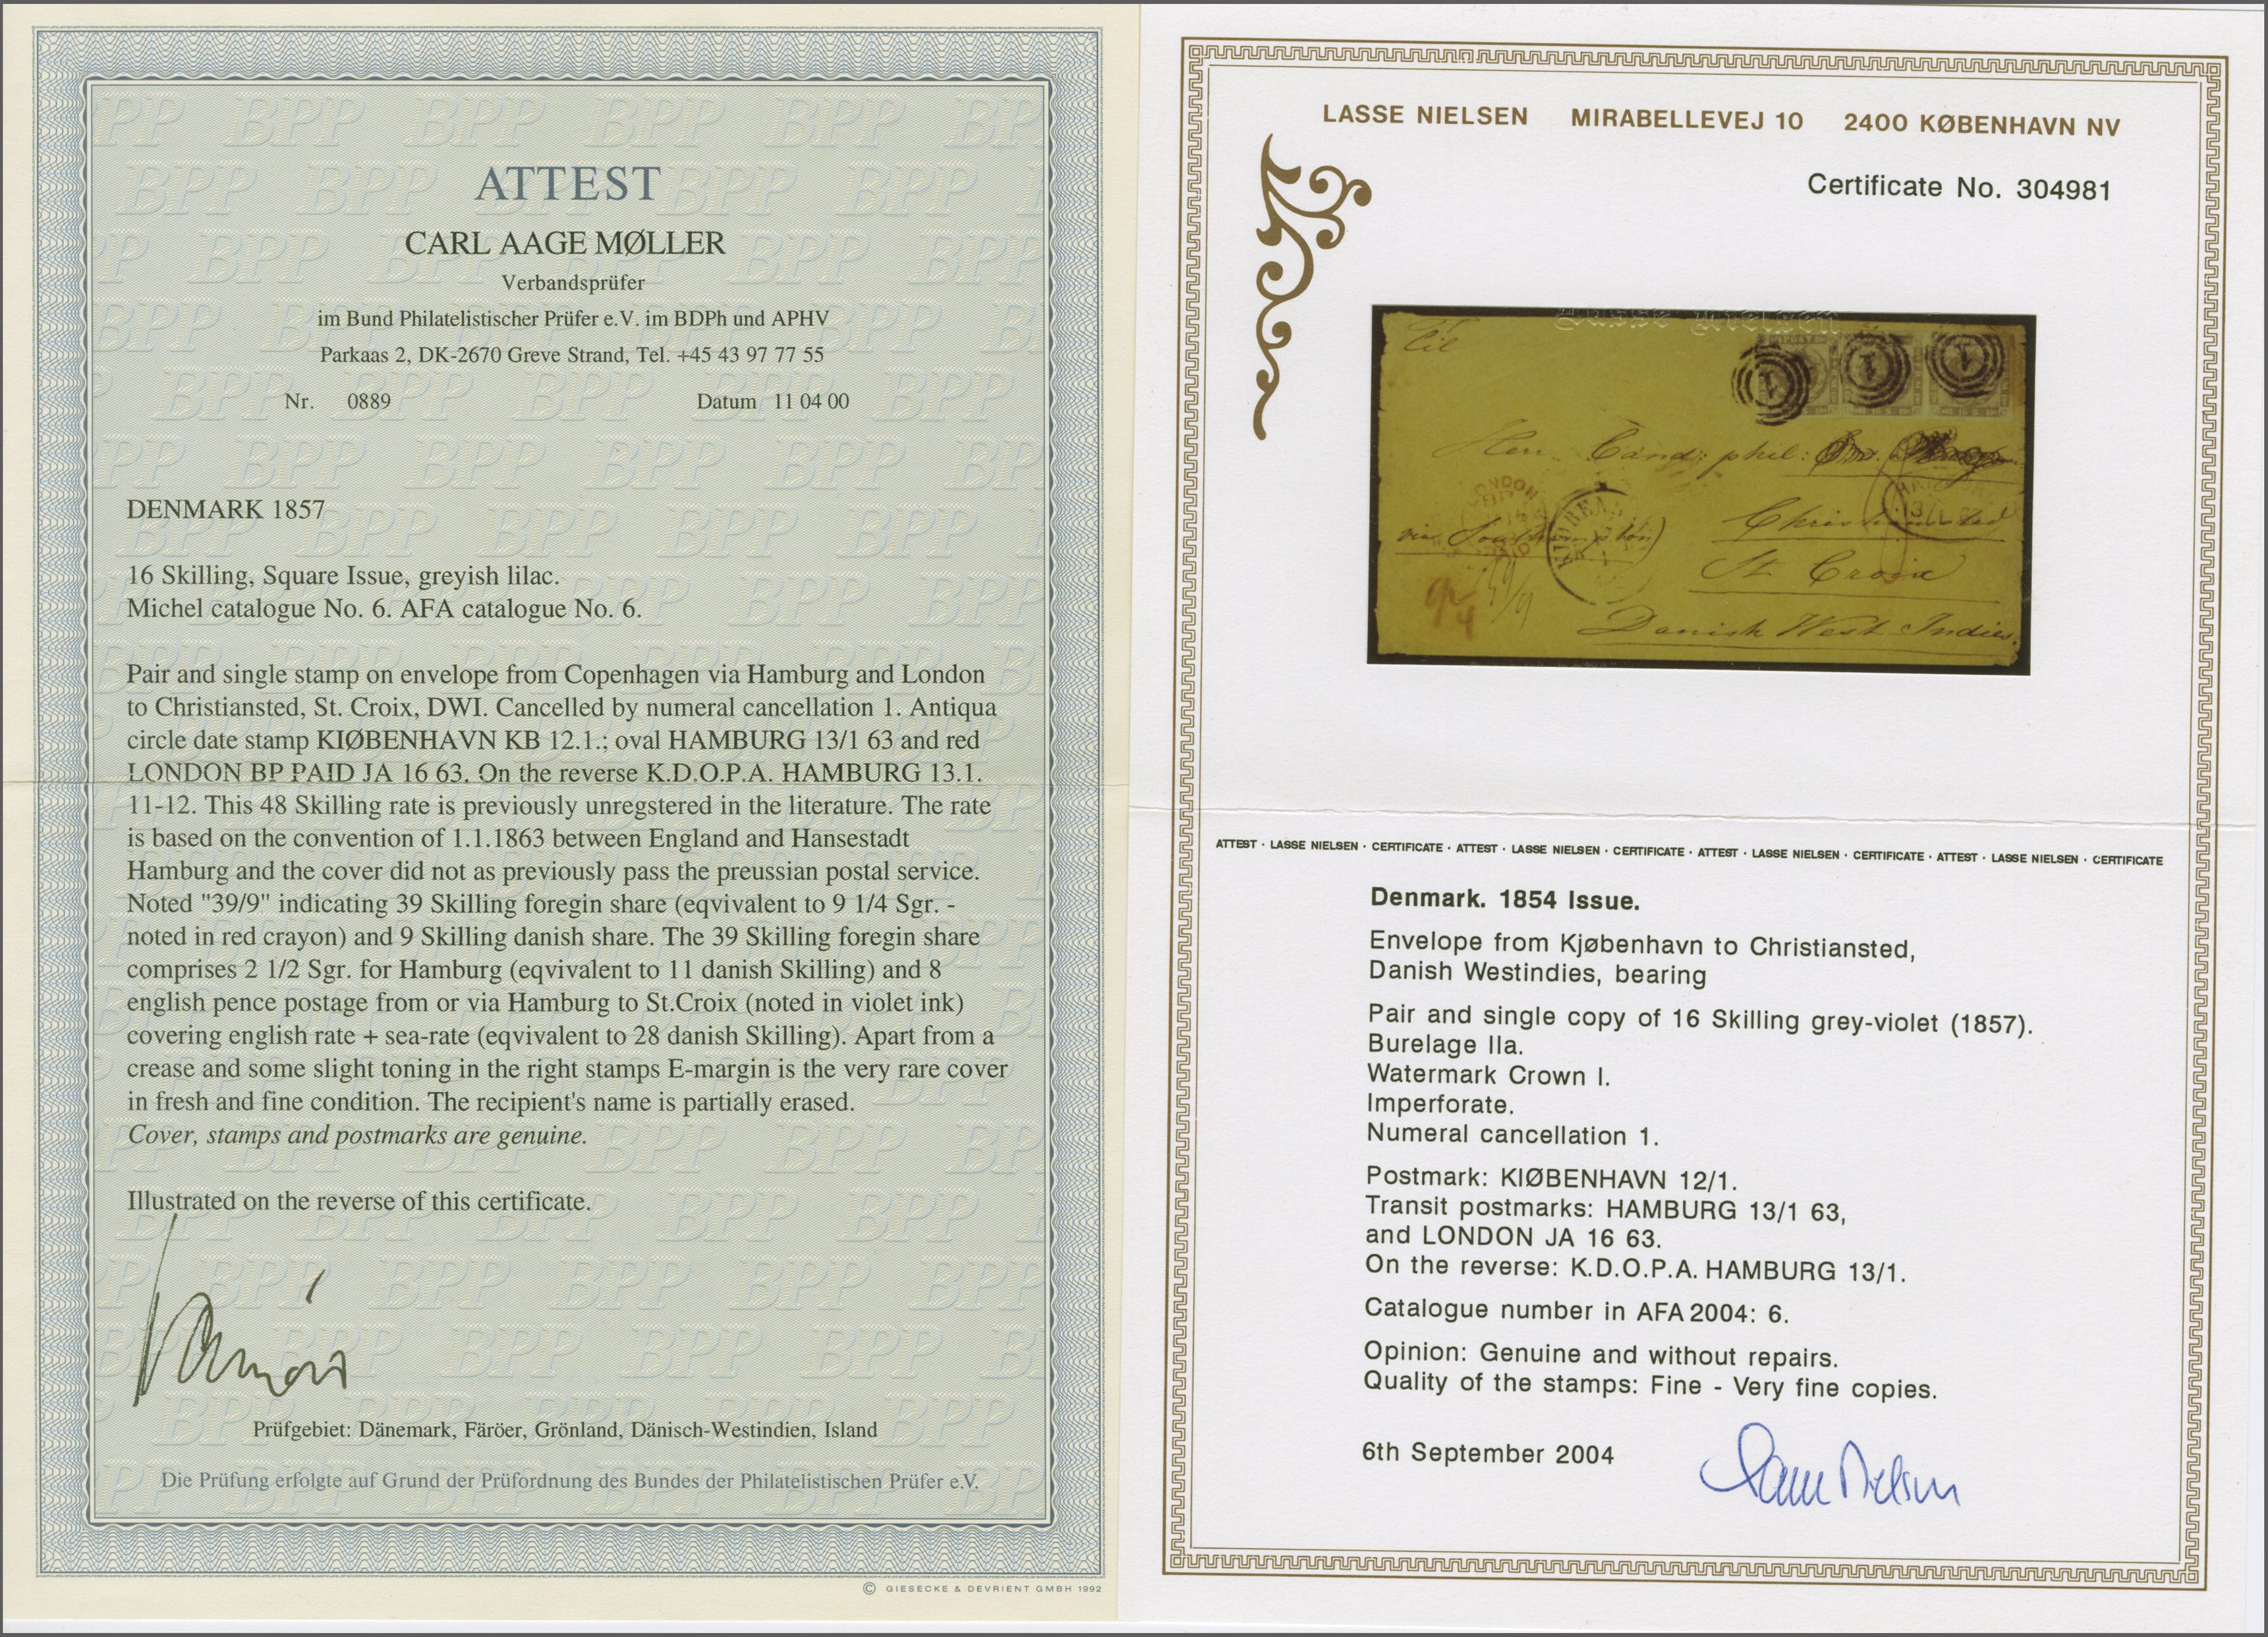 ATTEST
CARL AAGE MØLLER
Verbandsprüfer
im Bund Philatelistischer Prüfer e.V. im BDPh und APHV
Parkaas 2, DK-2670 Greve Strand, Tel. +45 43 97 77 55
Nr. 0889 Datum 11 04 00
DENMARK 1857
16 Skilling, Square Issue, greyish lilac.
Michel catalogue No. 6. AFA catalogue No. 6.
Pair and single stamp on envelope from Copenhagen via Hamburg and London
to Christiansted, St. Croix, DWI. Cancelled by numeral cancellation 1. Antiqua
circle date stamp KIØBENHAVN KB 12.1.; oval HAMBURG 13/1 63 and red
LONDON BP PAID JA 16 63. On the reverse K.D.O.P.A. HAMBURG 13.1.
11-12. This 48 Skilling rate is previously unregstered in the literature. The rate
is based on the convention of 1.1.1863 between England and Hansestadt
Hamburg and the cover did not as previously pass the preussian postal service.
Noted "39/9" indicating 39 Skilling foregin share (eqvivalent to 9 1/4 Sgr. -
noted in red crayon) and 9 Skilling danish share. The 39 Skilling foregin share
comprises 2 1/2 Sgr. for Hamburg (eqvivalent to 11 danish Skilling) and 8
english pence postage from or via Hamburg to St.Croix (noted in violet ink)
covering english rate + sea-rate (eqvivalent to 28 danish Skilling). Apart from a
crease and some slight toning in the right stamps E-margin is the very rare cover
in fresh and fine condition. The recipient's name is partially erased.
Cover, stamps and postmarks are genuine.
Illustrated on the reverse of this certificate.
Prüfgebiet: Dänemark, Färöer, Grönland, Dänisch-Westindien, Island
Die Prüfung erfolgte auf Grund der Prüfordnung des Bundes der Philatelistischen Prüfer e.V.
© GIESECKE & DEVRIENT GMBH 1992
LASSE NIELSEN MIRABELLEVEJ 10 2400 KØBENHAVN NV
Certificate No. 304981
Lasse Nielsen
Til
1 1 1
Herr Cand: phil:
LONDON
via Southampton)
Christiansted
St. Croix
39/9
Danish West Indies.
ATTEST · LASSE NIELSEN · CERTIFICATE · ATTEST · LASSE NIELSEN · CERTIFICATE · ATTEST · LASSE NIELSEN · CERTIFICATE · ATTEST · LASSE NIELSEN · CERTIFICATE
Denmark. 1854 Issue.
Envelope from Kjøbenhavn to Christiansted,
Danish Westindies, bearing
Pair and single copy of 16 Skilling grey-violet (1857).
Burelage IIa.
Watermark Crown I.
Imperforate.
Numeral cancellation 1.
Postmark: KIØBENHAVN 12/1.
Transit postmarks: HAMBURG 13/1 63,
and LONDON JA 16 63.
On the reverse: K.D.O.P.A. HAMBURG 13/1.
Catalogue number in AFA 2004: 6.
Opinion: Genuine and without repairs.
Quality of the stamps: Fine - Very fine copies.
6th September 2004
Lasse Nielsen